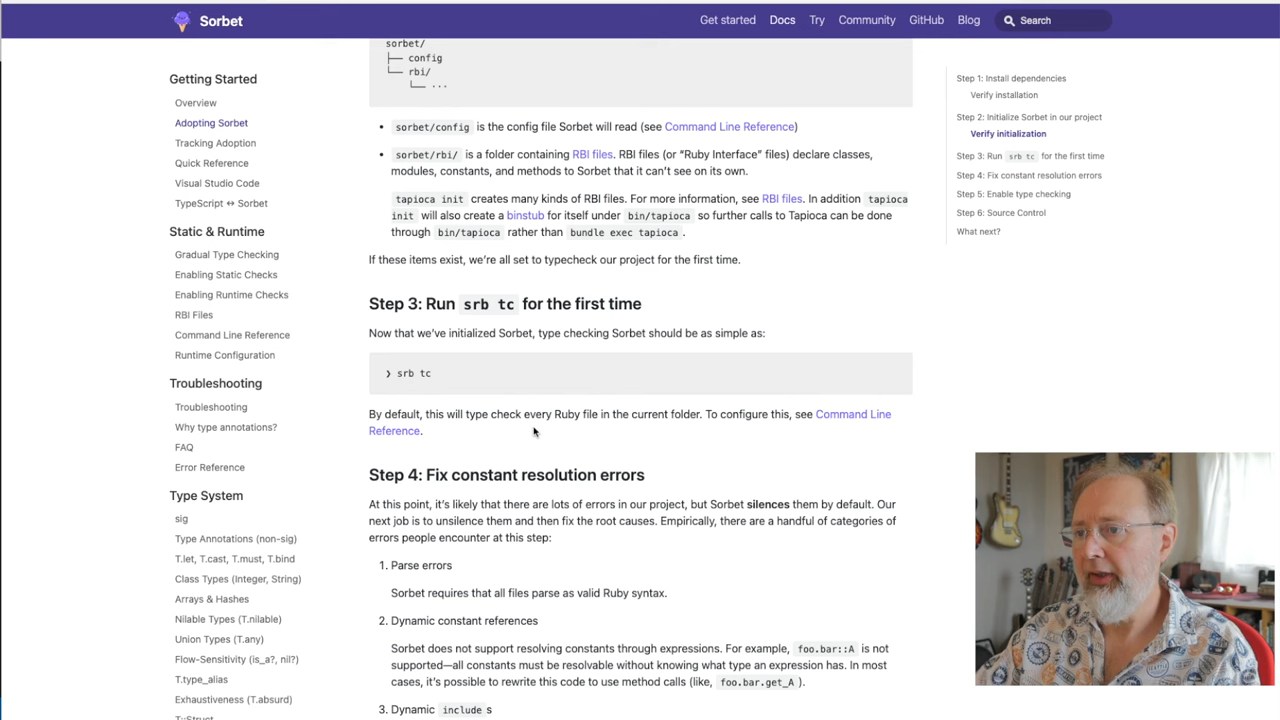 Sorbet
Get started
Docs
Try
Community
GitHub
Blog
Search
Getting Started
Overview
Adopting Sorbet
Tracking Adoption
Quick Reference
Visual Studio Code
TypeScript ↔ Sorbet
Static & Runtime
Gradual Type Checking
Enabling Static Checks
Enabling Runtime Checks
RBI Files
Command Line Reference
Runtime Configuration
Troubleshooting
Troubleshooting
Why type annotations?
FAQ
Error Reference
Type System
sig
Type Annotations (non-sig)
T.let, T.cast, T.must, T.bind
Class Types (Integer, String)
Arrays & Hashes
Nilable Types (T.nilable)
Union Types (T.any)
Flow-Sensitivity (is_a?, nil?)
T.type_alias
Exhaustiveness (T.absurd)
T::Struct
sorbet/
├── config
└── rbi/
└── ···
• sorbet/config is the config file Sorbet will read (see Command Line Reference)
• sorbet/rbi/ is a folder containing RBI files. RBI files (or “Ruby Interface” files) declare classes,
modules, constants, and methods to Sorbet that it can’t see on its own.
tapioca init creates many kinds of RBI files. For more information, see RBI files. In addition tapioca
init will also create a binstub for itself under bin/tapioca so further calls to Tapioca can be done
through bin/tapioca rather than bundle exec tapioca.
If these items exist, we’re all set to typecheck our project for the first time.
Step 3: Run srb tc for the first time
Now that we’ve initialized Sorbet, type checking Sorbet should be as simple as:
❯ srb tc
By default, this will type check every Ruby file in the current folder. To configure this, see Command Line
Reference.
Step 4: Fix constant resolution errors
At this point, it’s likely that there are lots of errors in our project, but Sorbet silences them by default. Our
next job is to unsilence them and then fix the root causes. Empirically, there are a handful of categories of
errors people encounter at this step:
1. Parse errors
Sorbet requires that all files parse as valid Ruby syntax.
2. Dynamic constant references
Sorbet does not support resolving constants through expressions. For example, foo.bar::A is not
supported—all constants must be resolvable without knowing what type an expression has. In most
cases, it’s possible to rewrite this code to use method calls (like, foo.bar.get_A ).
3. Dynamic include s
Step 1: Install dependencies
Verify installation
Step 2: Initialize Sorbet in our project
Verify initialization
Step 3: Run srb tc for the first time
Step 4: Fix constant resolution errors
Step 5: Enable type checking
Step 6: Source Control
What next?